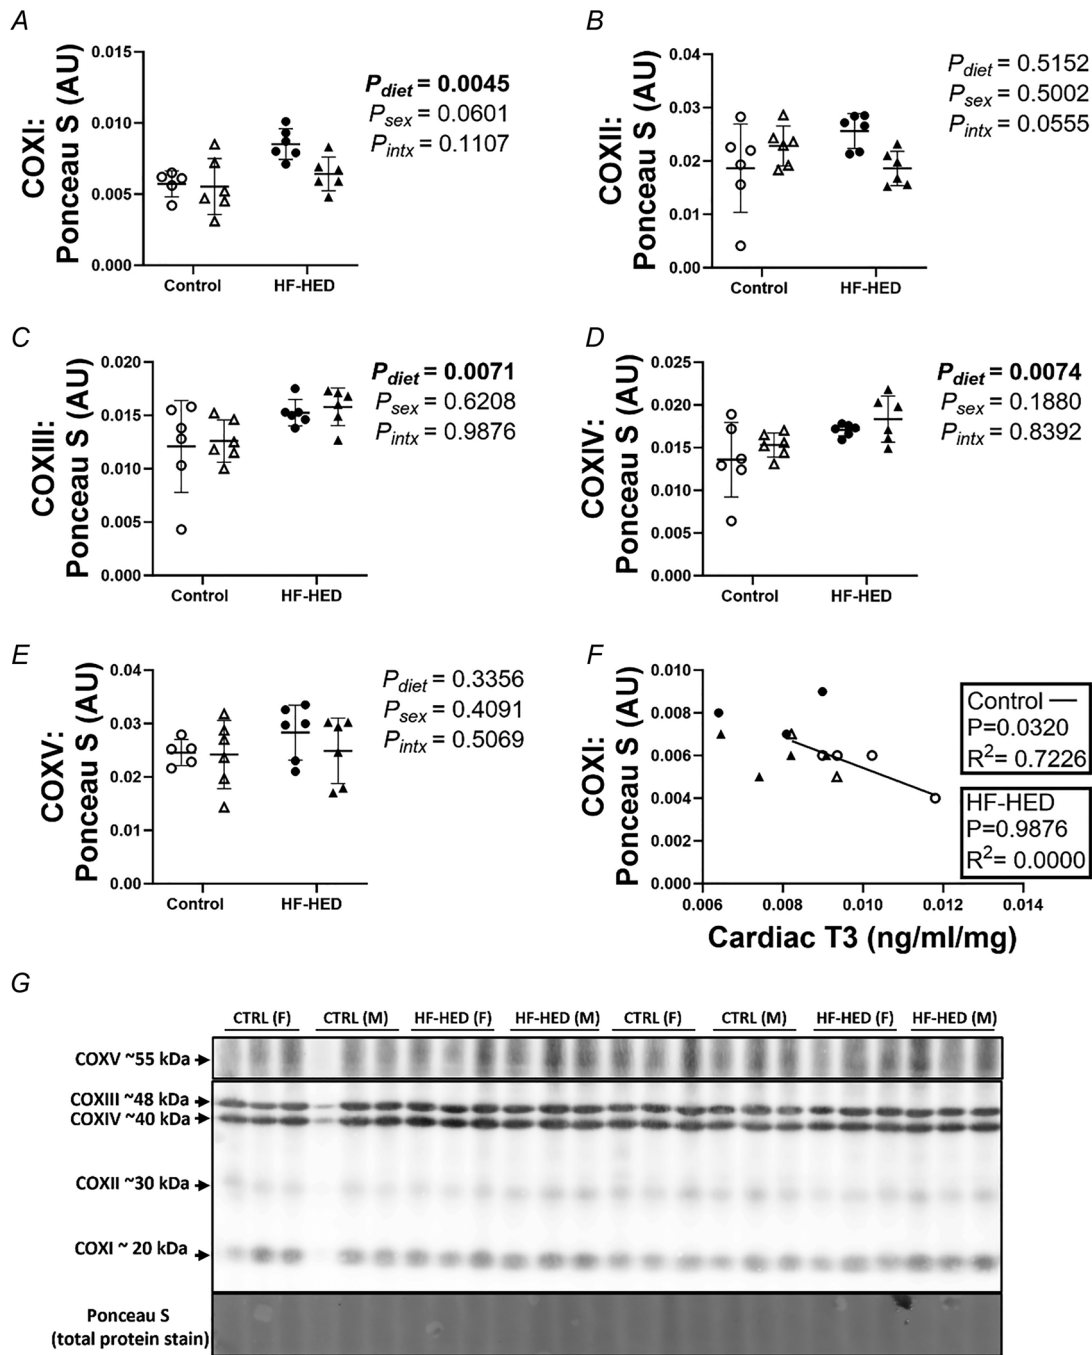 A
COXI:
Ponceau S (AU)
0.015
0.010
0.005
0.000
Control
HF-HED
Pdiet = 0.0045
Psex = 0.0601
Pintx = 0.1107
B
COXII:
Ponceau S (AU)
0.04
0.03
0.02
0.01
0.00
Control
HF-HED
Pdiet = 0.5152
Psex = 0.5002
Pintx = 0.0555
C
COXIII:
Ponceau S (AU)
0.020
0.015
0.010
0.005
0.000
Control
HF-HED
Pdiet = 0.0071
Psex = 0.6208
Pintx = 0.9876
D
COXIV:
Ponceau S (AU)
0.025
0.020
0.015
0.010
0.005
0.000
Control
HF-HED
Pdiet = 0.0074
Psex = 0.1880
Pintx = 0.8392
E
COXV:
Ponceau S (AU)
0.04
0.03
0.02
0.01
0.00
Control
HF-HED
Pdiet = 0.3356
Psex = 0.4091
Pintx = 0.5069
F
COXI:
Ponceau S (AU)
0.010
0.008
0.006
0.004
0.002
0.000
0.006 0.008 0.010 0.012 0.014
Cardiac T3 (ng/ml/mg)
Control
P=0.0320
R2= 0.7226
HF-HED
P=0.9876
R2= 0.0000
G
CTRL (F) CTRL (M) HF-HED (F) HF-HED (M) CTRL (F) CTRL (M) HF-HED (F) HF-HED (M)
COXV ~55 kDa
COXIII ~48 kDa
COXIV ~40 kDa
COXII ~30 kDa
COXI ~ 20 kDa
Ponceau S
(total protein stain)